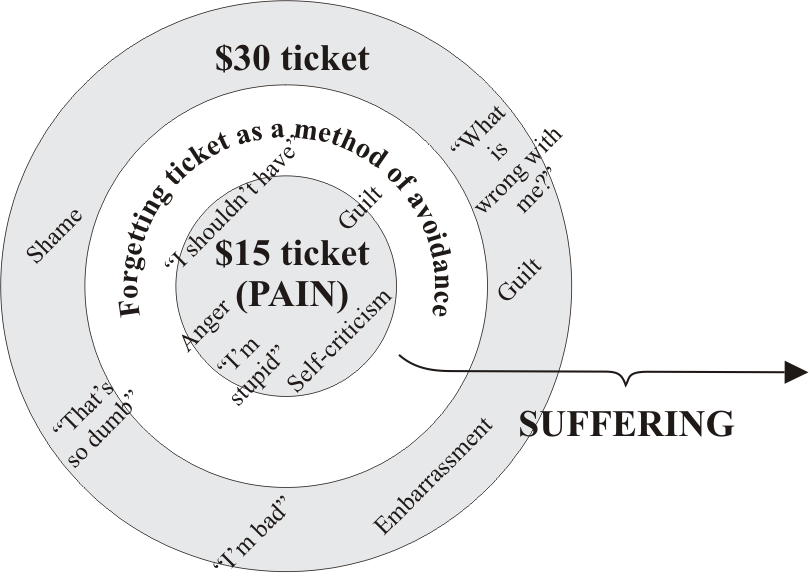 $30 ticket
“What
is
wrong with
me?”
Forgetting ticket as a method of avoidance
“I shouldn’t have”
Guilt
Shame
$15 ticket
(PAIN)
Guilt
Anger
“I’m
stupid”
Self-criticism
“That’s
so dumb”
SUFFERING
Embarrassment
“I’m bad”